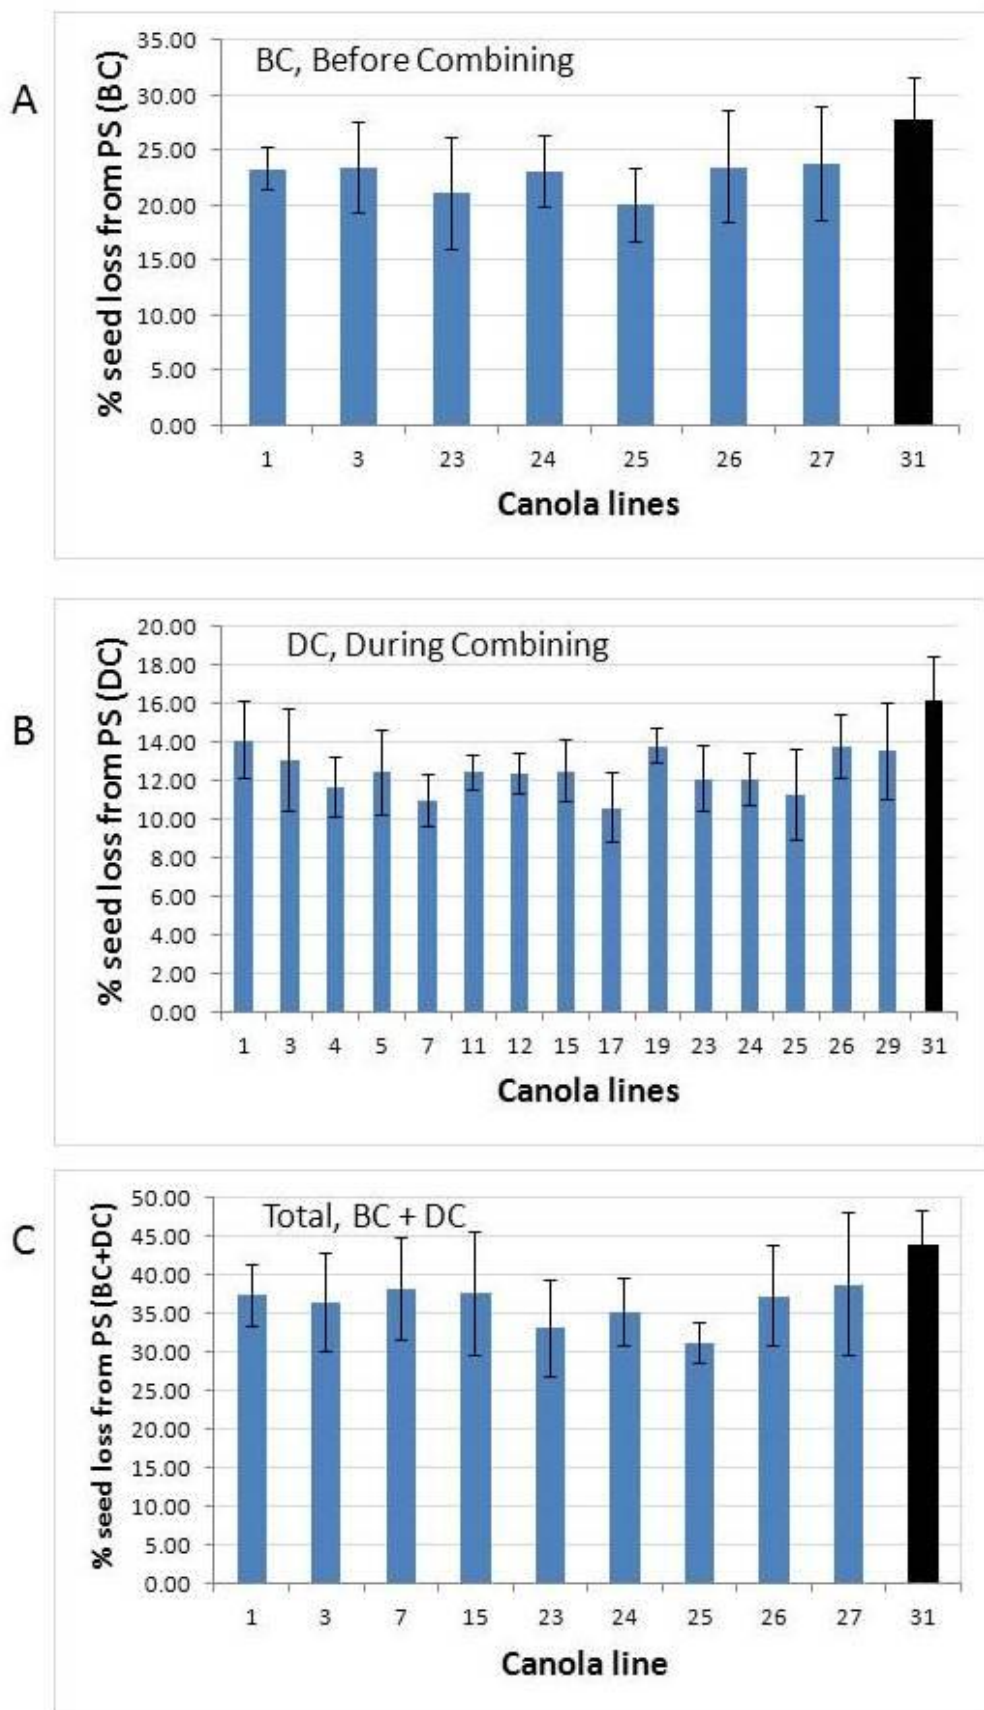 A
% seed loss from PS (BC)
BC, Before Combining
35.00
30.00
25.00
20.00
15.00
10.00
5.00
0.00
1 3 23 24 25 26 27 31
Canola lines
B
% seed loss from PS (DC)
DC, During Combining
20.00
18.00
16.00
14.00
12.00
10.00
8.00
6.00
4.00
2.00
0.00
1 3 4 5 7 11 12 15 17 19 23 24 25 26 29 31
Canola lines
C
% seed loss from PS (BC+DC)
Total, BC + DC
50.00
45.00
40.00
35.00
30.00
25.00
20.00
15.00
10.00
5.00
0.00
1 3 7 15 23 24 25 26 27 31
Canola line